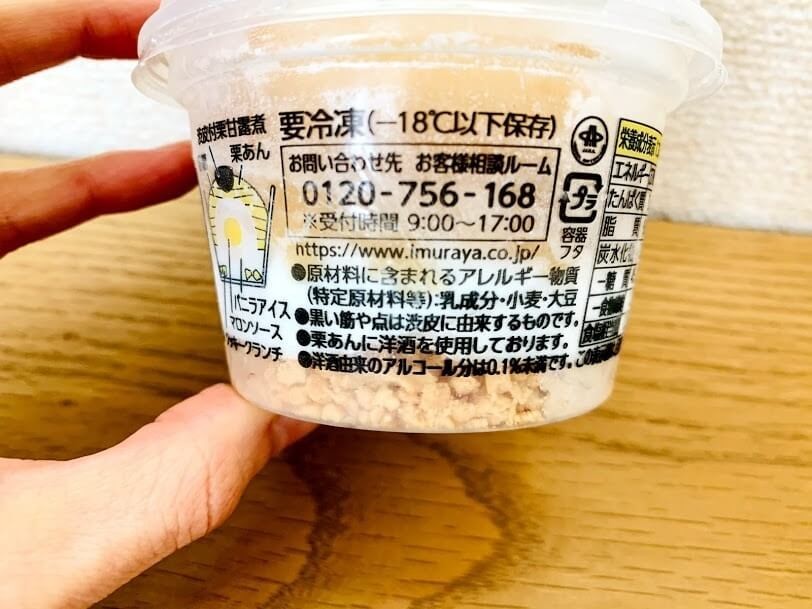 渋皮付栗甘露煮
栗あん
バニラアイス
マロンソース
クッキークランチ
要冷凍(−18℃以下保存)
お問い合わせ先 お客様相談ルーム
0120-756-168
※受付時間 9:00～17:00
https://www.imuraya.co.jp/
●原材料に含まれるアレルギー物質
(特定原材料等):乳成分・小麦・大豆
●黒い筋や点は渋皮に由来するものです。
●栗あんに洋酒を使用しております。
●洋酒由来のアルコール分は0.1%未満です。この
プラ
容器
フタ
栄養成分表示
エネルギー
たんぱく質
脂 質
炭水化
一糖 質